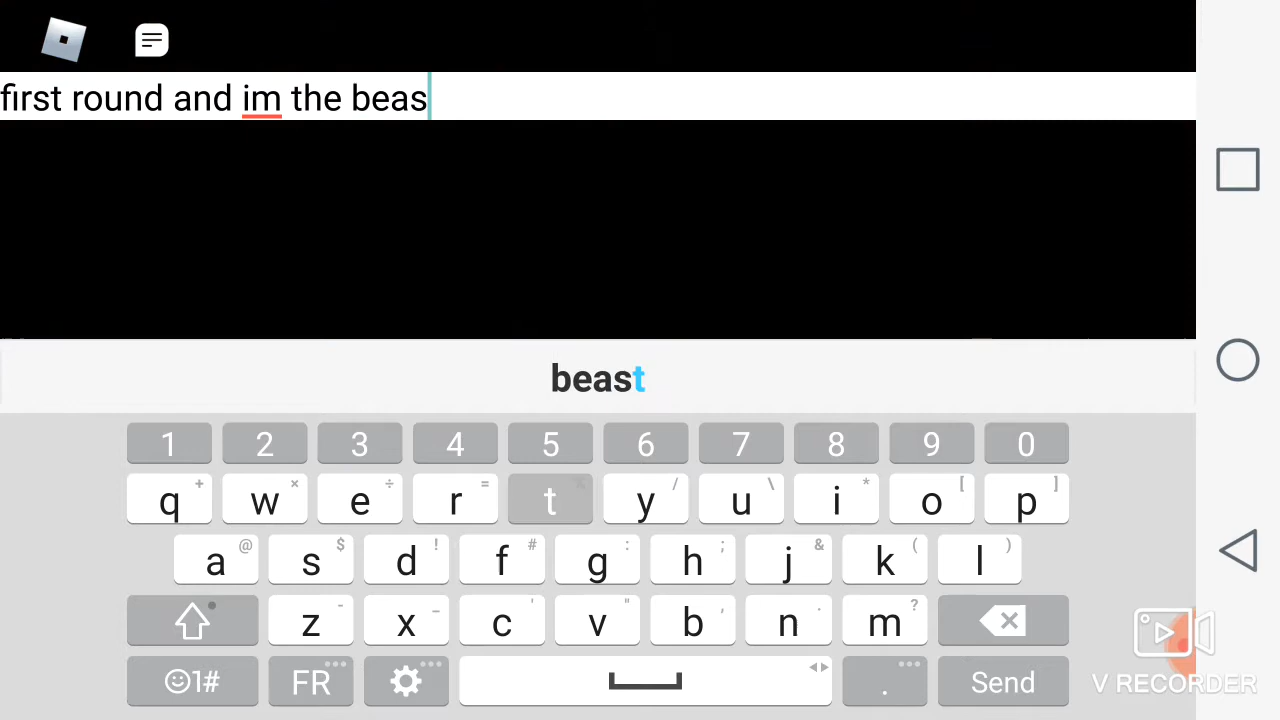 first round and im the beas
beast
1 2 3 4 5 6 7 8 9 0
q + w × e ÷ r = t y / u \ i * o [ p ]
a @ s $ d ! f # g : h ; j & k ( l )
z - x _ c ' v " b , n . m ?
☺1# FR . Send
V RECORDER